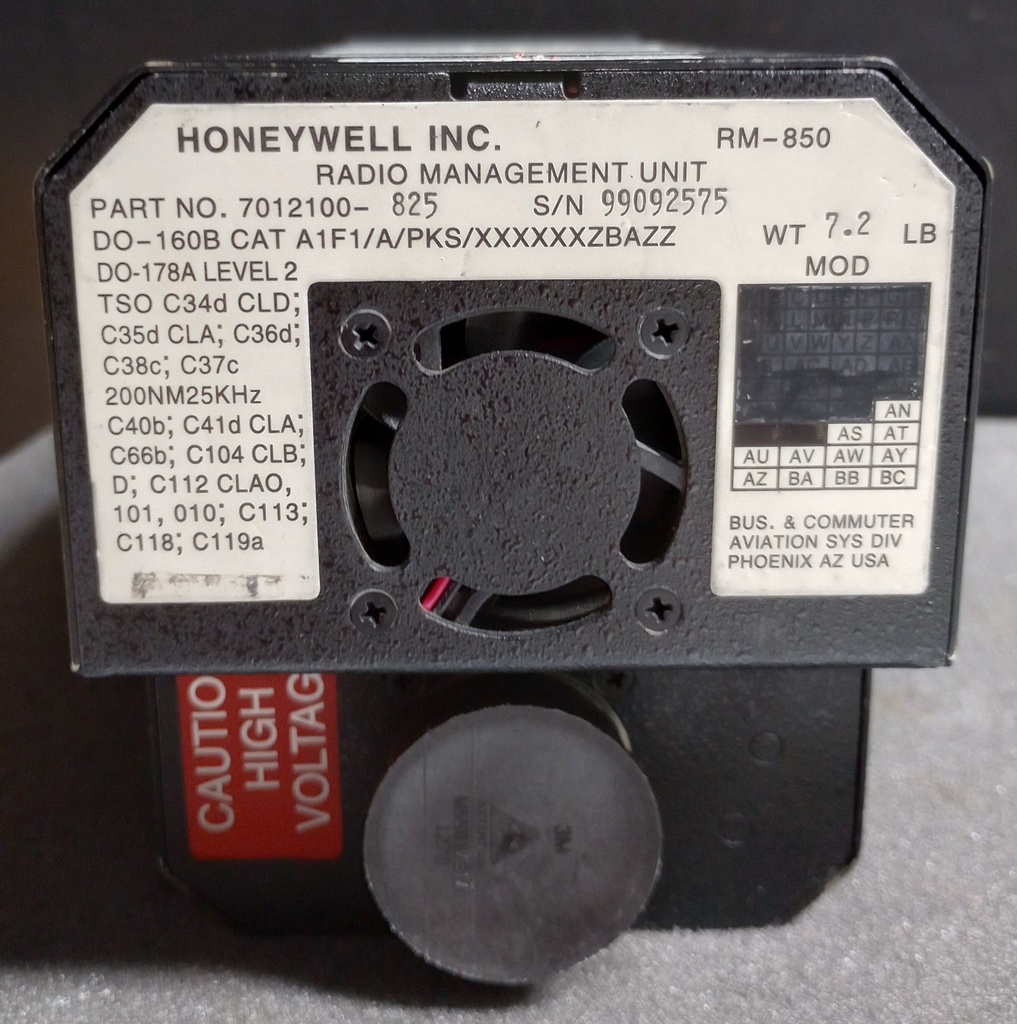 HONEYWELL INC. RM-850
RADIO MANAGEMENT UNIT
PART NO. 7012100- 825 S/N 99092575
DO-160B CAT A1F1/A/PKS/XXXXXXZBAZZ
WT 7.2 LB
DO-178A LEVEL 2
MOD
TSO C34d CLD;
C35d CLA; C36d;
C38c; C37c
200NM25KHz
C40b; C41d CLA;
C66b; C104 CLB;
D; C112 CLAO,
101, 010; C113;
C118; C119a
AN
AS AT
AU AV AW AY
AZ BA BB BC
BUS. & COMMUTER
AVIATION SYS DIV
PHOENIX AZ USA
CAUTIO
HIGH
VOLTAG